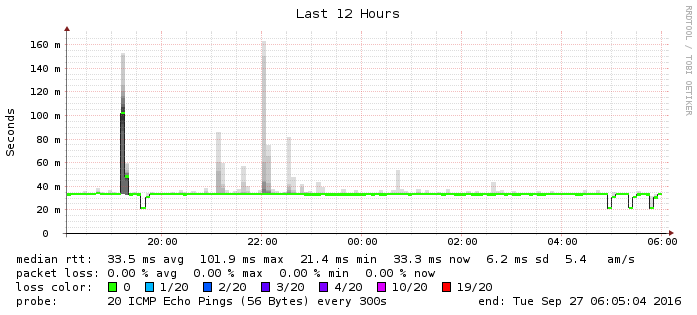 Last 12 Hours
RRDTOOL / TOBI OETIKER
Seconds
160 m
140 m
120 m
100 m
80 m
60 m
40 m
20 m
0
20:00 22:00 00:00 02:00 04:00 06:00
median rtt: 33.5 ms avg 101.9 ms max 21.4 ms min 33.3 ms now 6.2 ms sd 5.4 am/s
packet loss: 0.00 % avg 0.00 % max 0.00 % min 0.00 % now
loss color: 0 1/20 2/20 3/20 4/20 10/20 19/20
probe: 20 ICMP Echo Pings (56 Bytes) every 300s end: Tue Sep 27 06:05:04 2016